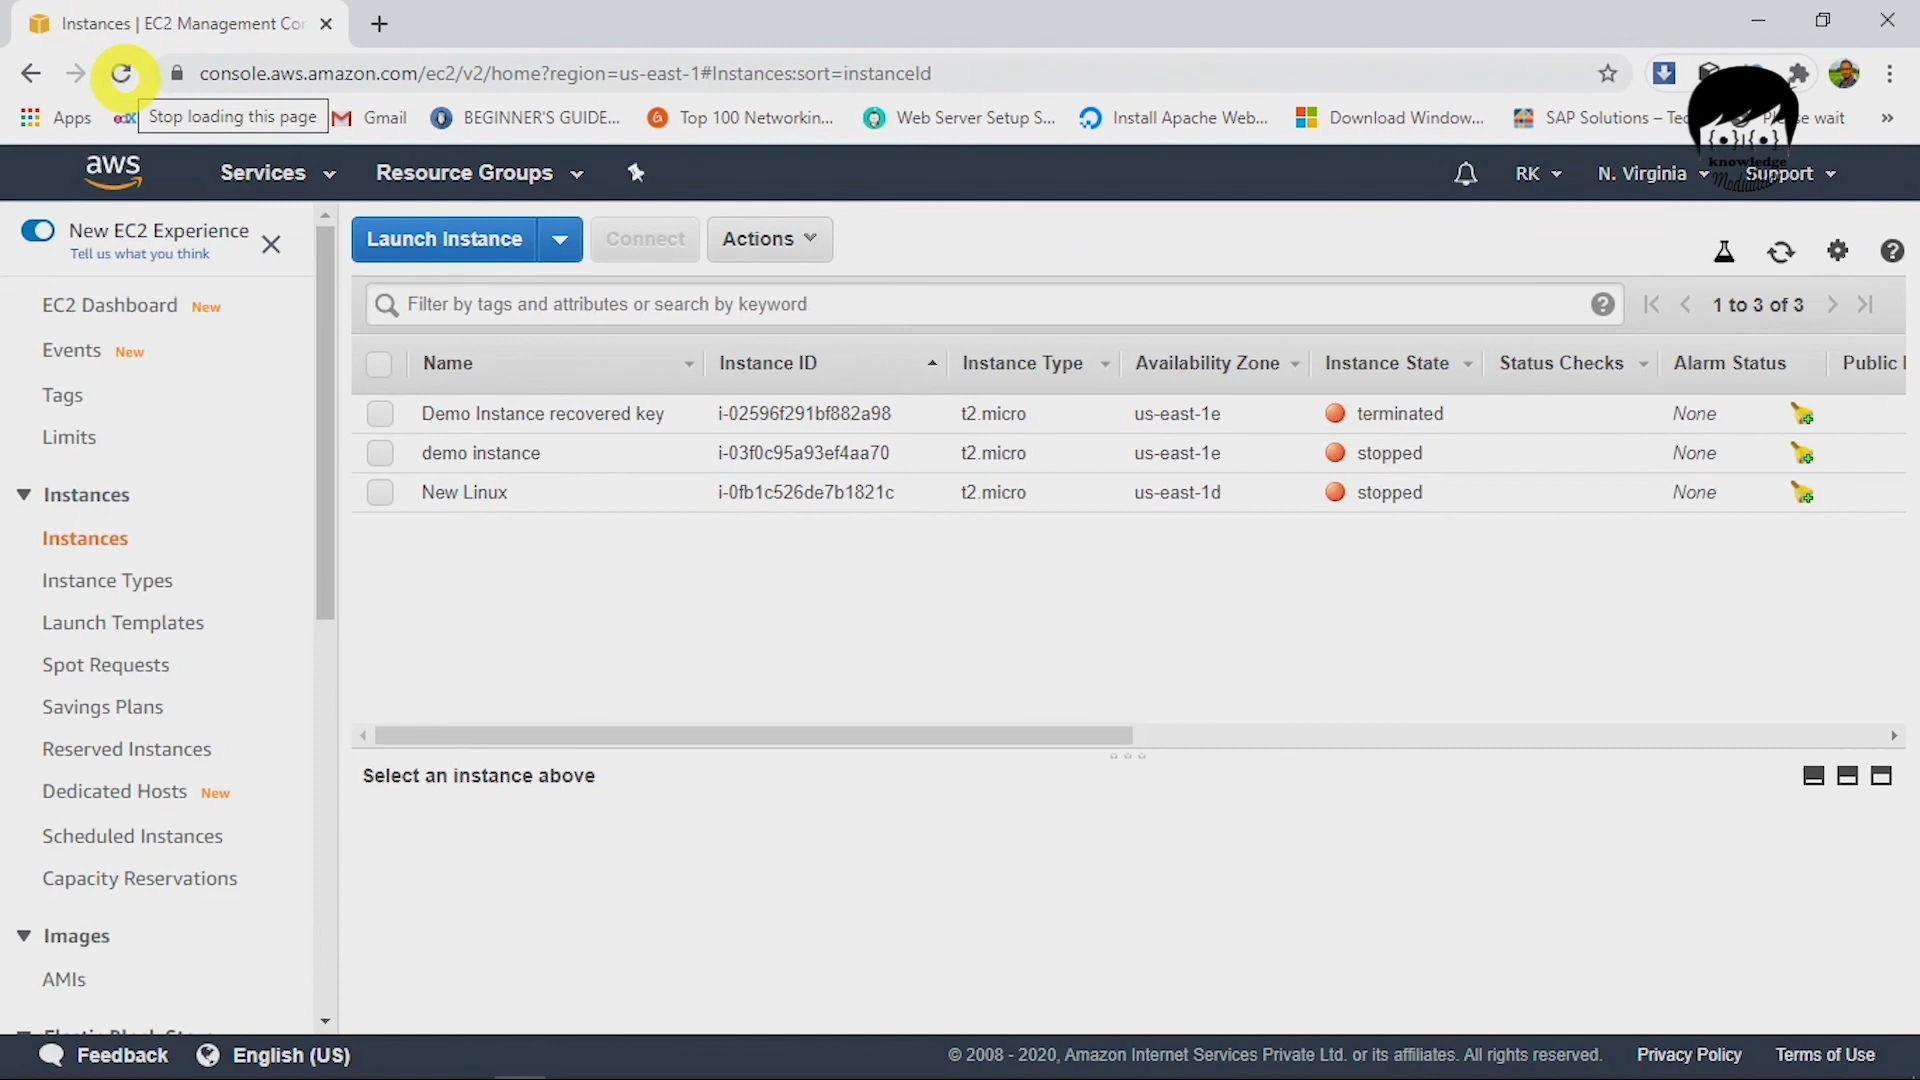 Instances | EC2 Management Con
console.aws.amazon.com/ec2/v2/home?region=us-east-1#Instances:sort=instanceId
Apps
edX
Stop loading this page
Gmail
BEGINNER'S GUIDE...
Top 100 Networkin...
Web Server Setup S...
Install Apache Web...
Download Window...
SAP Solutions – Tec
Please wait
»
knowledge
Mediation
aws
Services
Resource Groups
RK
N. Virginia
Support
New EC2 Experience
Tell us what you think
Launch Instance
Connect
Actions
EC2 Dashboard New
Events New
Tags
Limits
Instances
Instances
Instance Types
Launch Templates
Spot Requests
Savings Plans
Reserved Instances
Dedicated Hosts New
Scheduled Instances
Capacity Reservations
Images
AMIs
Filter by tags and attributes or search by keyword
1 to 3 of 3
Name Instance ID Instance Type Availability Zone Instance State Status Checks Alarm Status Public
Demo Instance recovered key i-02596f291bf882a98 t2.micro us-east-1e terminated None
demo instance i-03f0c95a93ef4aa70 t2.micro us-east-1e stopped None
New Linux i-0fb1c526de7b1821c t2.micro us-east-1d stopped None
Select an instance above
Feedback
English (US)
© 2008 - 2020, Amazon Internet Services Private Ltd. or its affiliates. All rights reserved.
Privacy Policy
Terms of Use